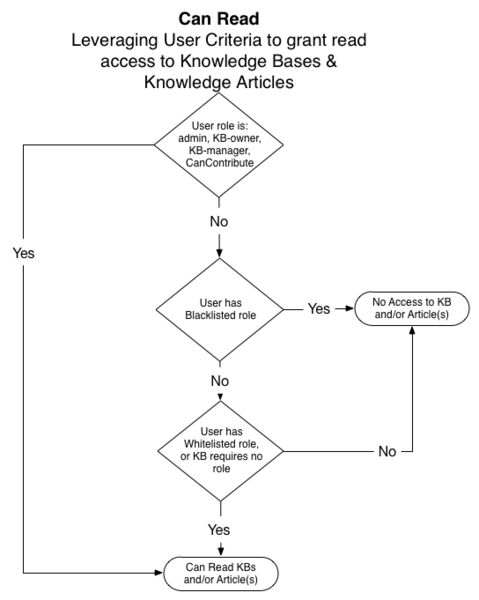 Can Read
Leveraging User Criteria to grant read
access to Knowledge Bases &
Knowledge Articles
User role is:
admin, KB-owner,
KB-manager,
CanContribute
No
Yes
User has
Blacklisted role
Yes
No Access to KB
and/or Article(s)
No
User has
Whitelisted role,
or KB requires no
role
No
Yes
Can Read KBs
and/or Article(s)